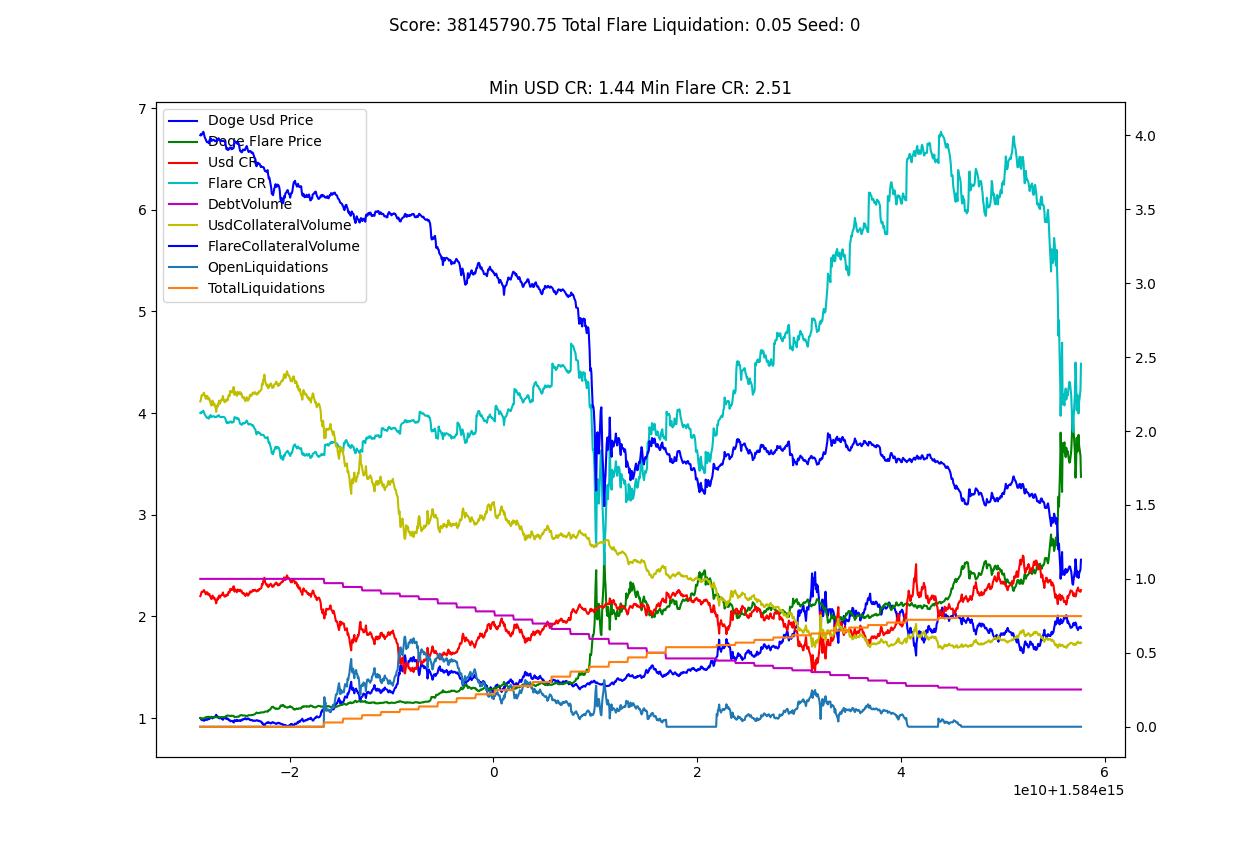 Score: 38145790.75 Total Flare Liquidation: 0.05 Seed: 0
Min USD CR: 1.44 Min Flare CR: 2.51
Doge Usd Price
Doge Flare Price
Usd CR
Flare CR
DebtVolume
UsdCollateralVolume
FlareCollateralVolume
OpenLiquidations
TotalLiquidations
7
6
5
4
3
2
1
4.0
3.5
3.0
2.5
2.0
1.5
1.0
0.5
0.0
−2
0
2
4
6
1e10+1.584e15